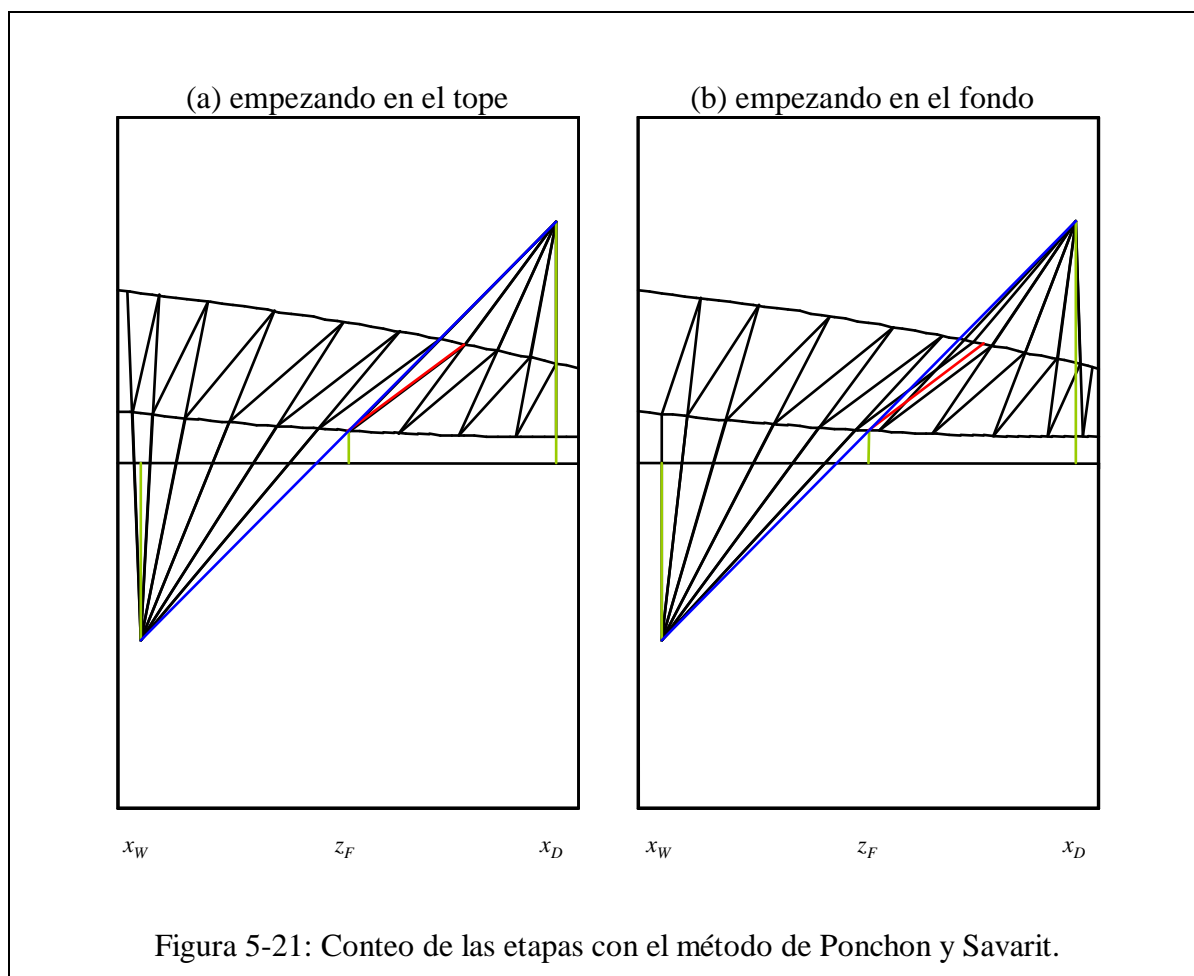 (a) empezando en el tope
(b) empezando en el fondo
x_W z_F x_D
x_W z_F x_D
Figura 5-21: Conteo de las etapas con el método de Ponchon y Savarit.